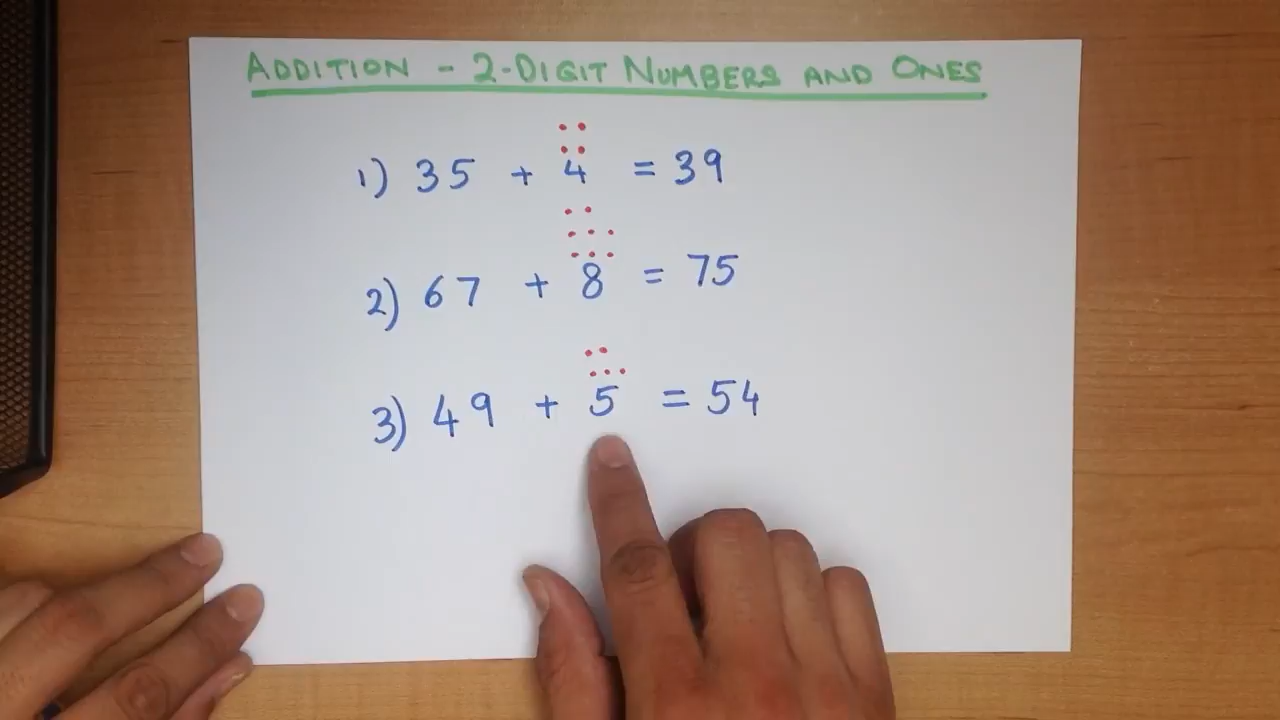 ADDITION - 2-DIGIT NUMBERS AND ONES
1) 35 + 4 = 39
2) 67 + 8 = 75
3) 49 + 5 = 54